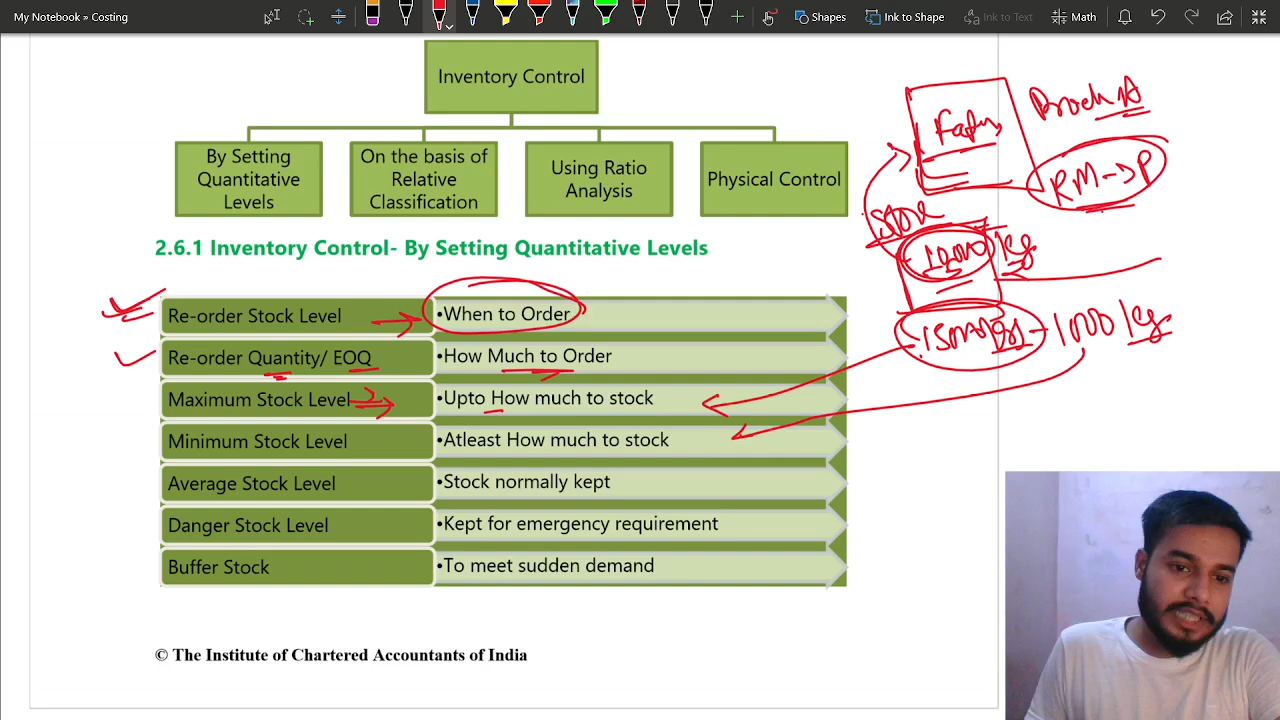 My Notebook » Costing
Shapes
Ink to Shape
Ink to Text
Math
Inventory Control
By Setting Quantitative Levels
On the basis of Relative Classification
Using Ratio Analysis
Physical Control
2.6.1 Inventory Control- By Setting Quantitative Levels
Re-order Stock Level •When to Order
Re-order Quantity/ EOQ •How Much to Order
Maximum Stock Level •Upto How much to stock
Minimum Stock Level •Atleast How much to stock
Average Stock Level •Stock normally kept
Danger Stock Level •Kept for emergency requirement
Buffer Stock •To meet sudden demand
© The Institute of Chartered Accountants of India
RM → P
Store
kg
1000 kg